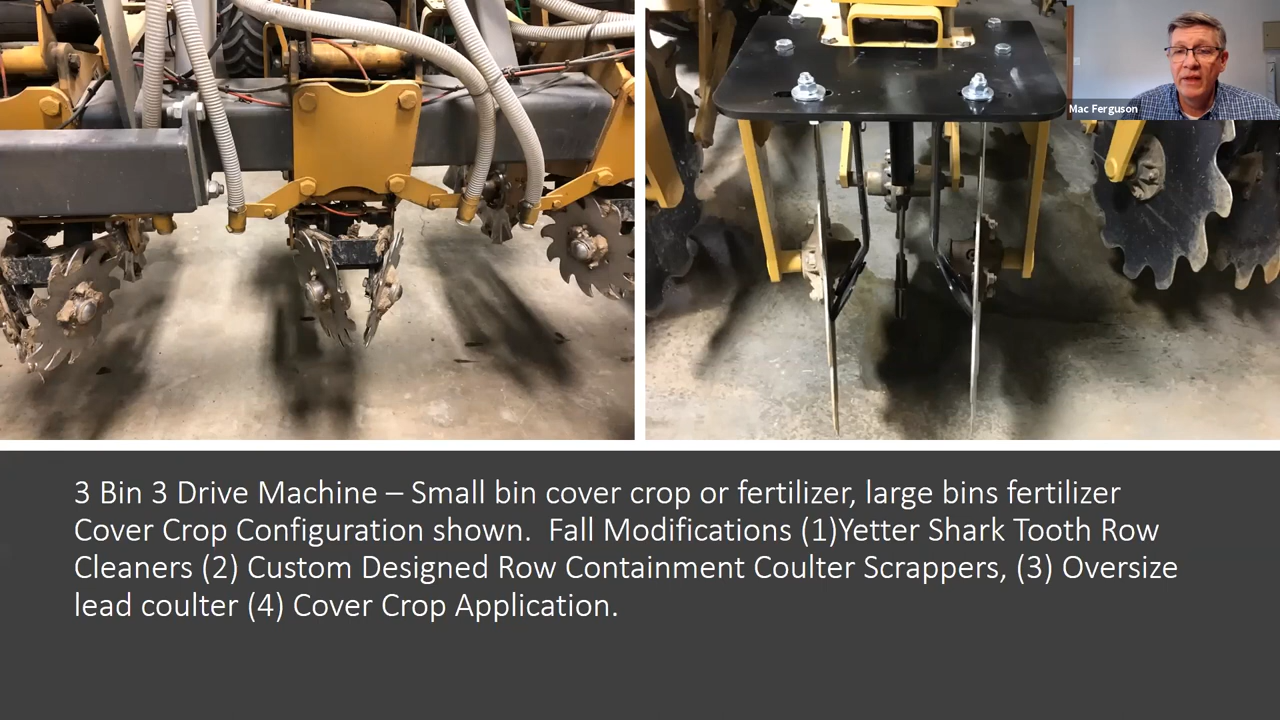 Mac Ferguson
3 Bin 3 Drive Machine – Small bin cover crop or fertilizer, large bins fertilizer
Cover Crop Configuration shown.  Fall Modifications (1)Yetter Shark Tooth Row
Cleaners (2) Custom Designed Row Containment Coulter Scrappers, (3) Oversize
lead coulter (4) Cover Crop Application.